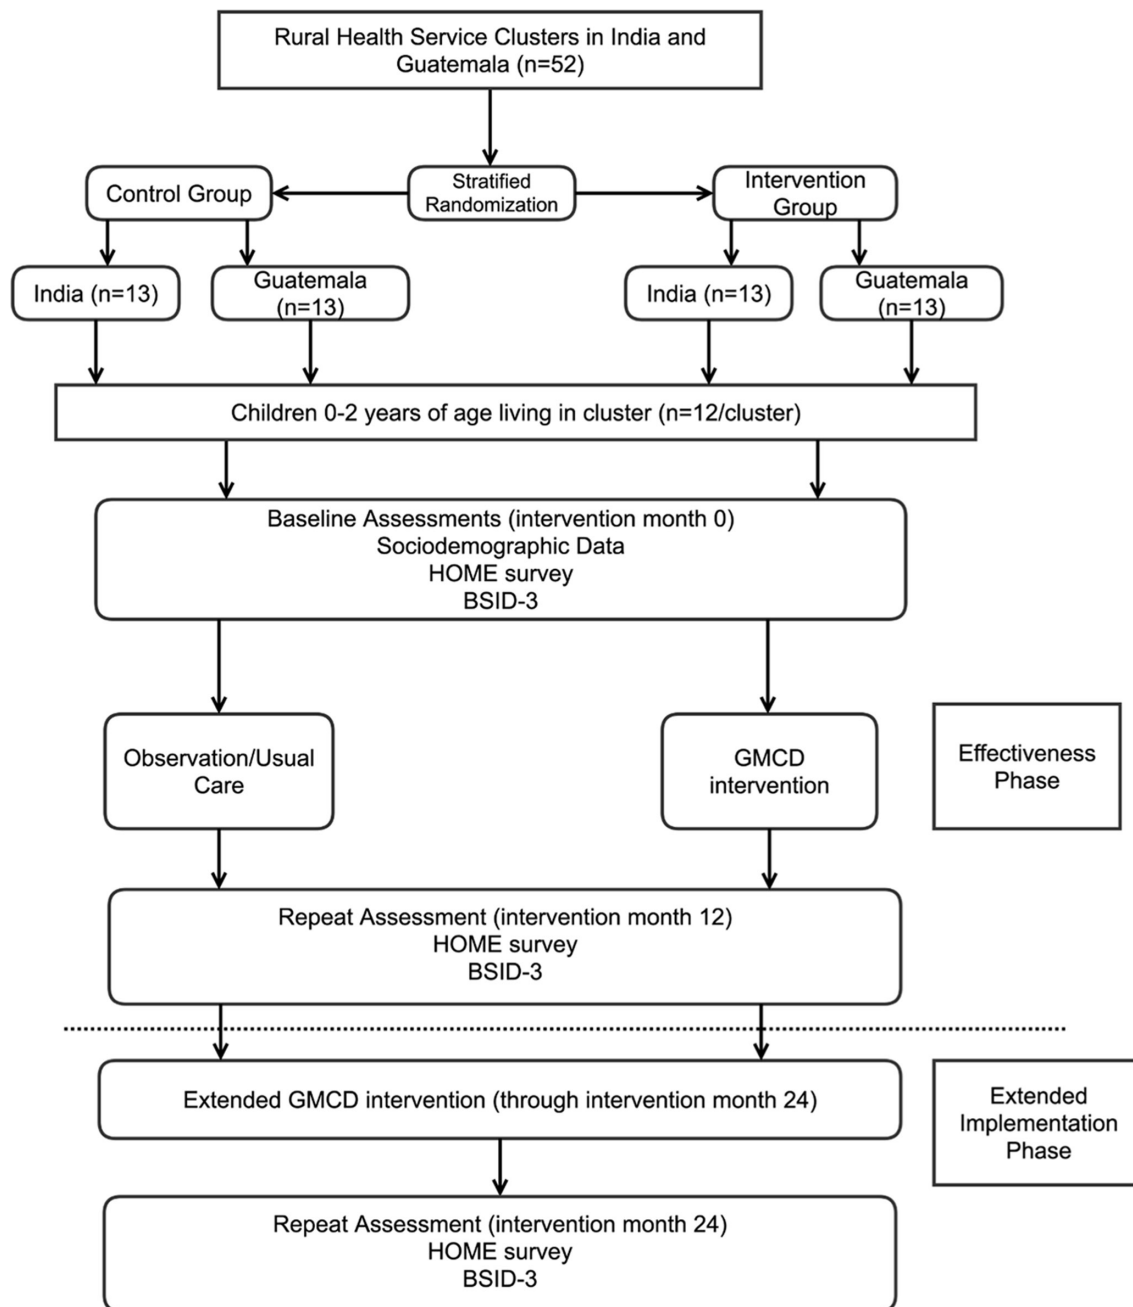 Rural Health Service Clusters in India and
Guatemala (n=52)
Control Group
Stratified
Randomization
Intervention
Group
India (n=13)
Guatemala
(n=13)
India (n=13)
Guatemala
(n=13)
Children 0-2 years of age living in cluster (n=12/cluster)
Baseline Assessments (intervention month 0)
Sociodemographic Data
HOME survey
BSID-3
Observation/Usual
Care
GMCD
intervention
Effectiveness
Phase
Repeat Assessment (intervention month 12)
HOME survey
BSID-3
Extended GMCD intervention (through intervention month 24)
Extended
Implementation
Phase
Repeat Assessment (intervention month 24)
HOME survey
BSID-3